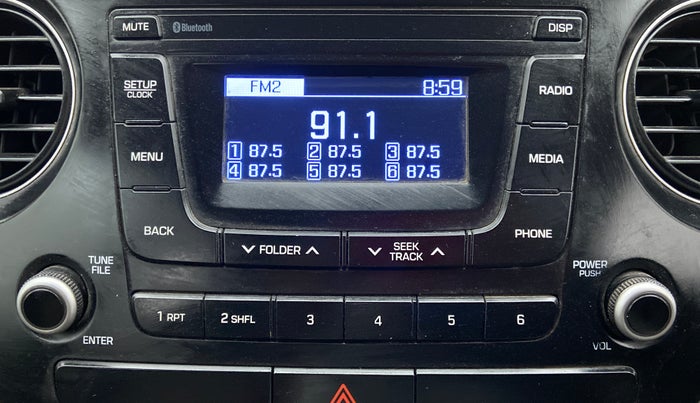 MUTE
Bluetooth
DISP
SETUP
CLOCK
FM2 8:59
RADIO
91.1
MENU
1 87.5 2 87.5 3 87.5
4 87.5 5 87.5 6 87.5
MEDIA
BACK
FOLDER
SEEK
TRACK
PHONE
TUNE
FILE
POWER
PUSH
1 RPT 2 SHFL 3 4 5 6
ENTER
VOL